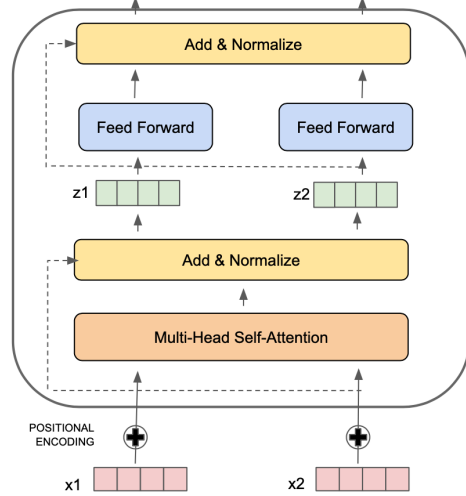 Add & Normalize
Feed Forward
Feed Forward
z1
z2
Add & Normalize
Multi-Head Self-Attention
POSITIONAL
ENCODING
x1
x2